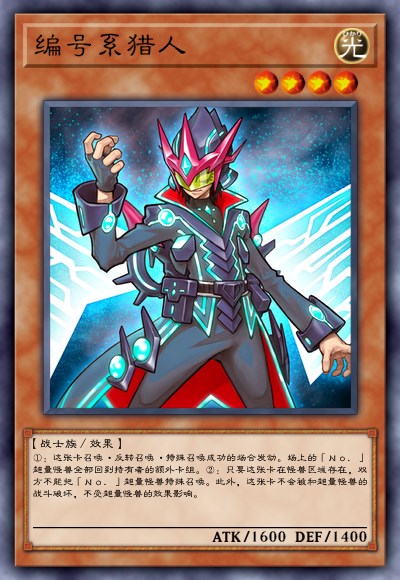 编号系猎人
光
【战士族／效果】
①：这张卡召唤·反转召唤·特殊召唤成功的场合发动。场上的「No.」
超量怪兽全部回到持有者的额外卡组。②：只要这张卡在怪兽区域存在，双
方不能把「No.」超量怪兽特殊召唤。此外，这张卡不会被和超量怪兽的
战斗破坏，不受超量怪兽的效果影响。
ATK/1600 DEF/1400